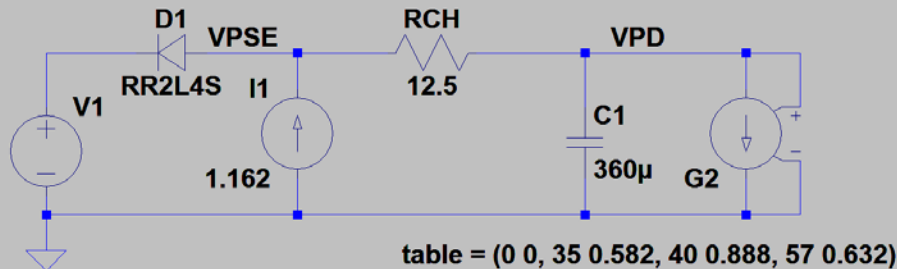 D1
VPSE
RCH
VPD
RR2L4S
I1
12.5
V1
C1
+
+
−
−
360µ
G2
1.162
table = (0 0, 35 0.582, 40 0.888, 57 0.632)